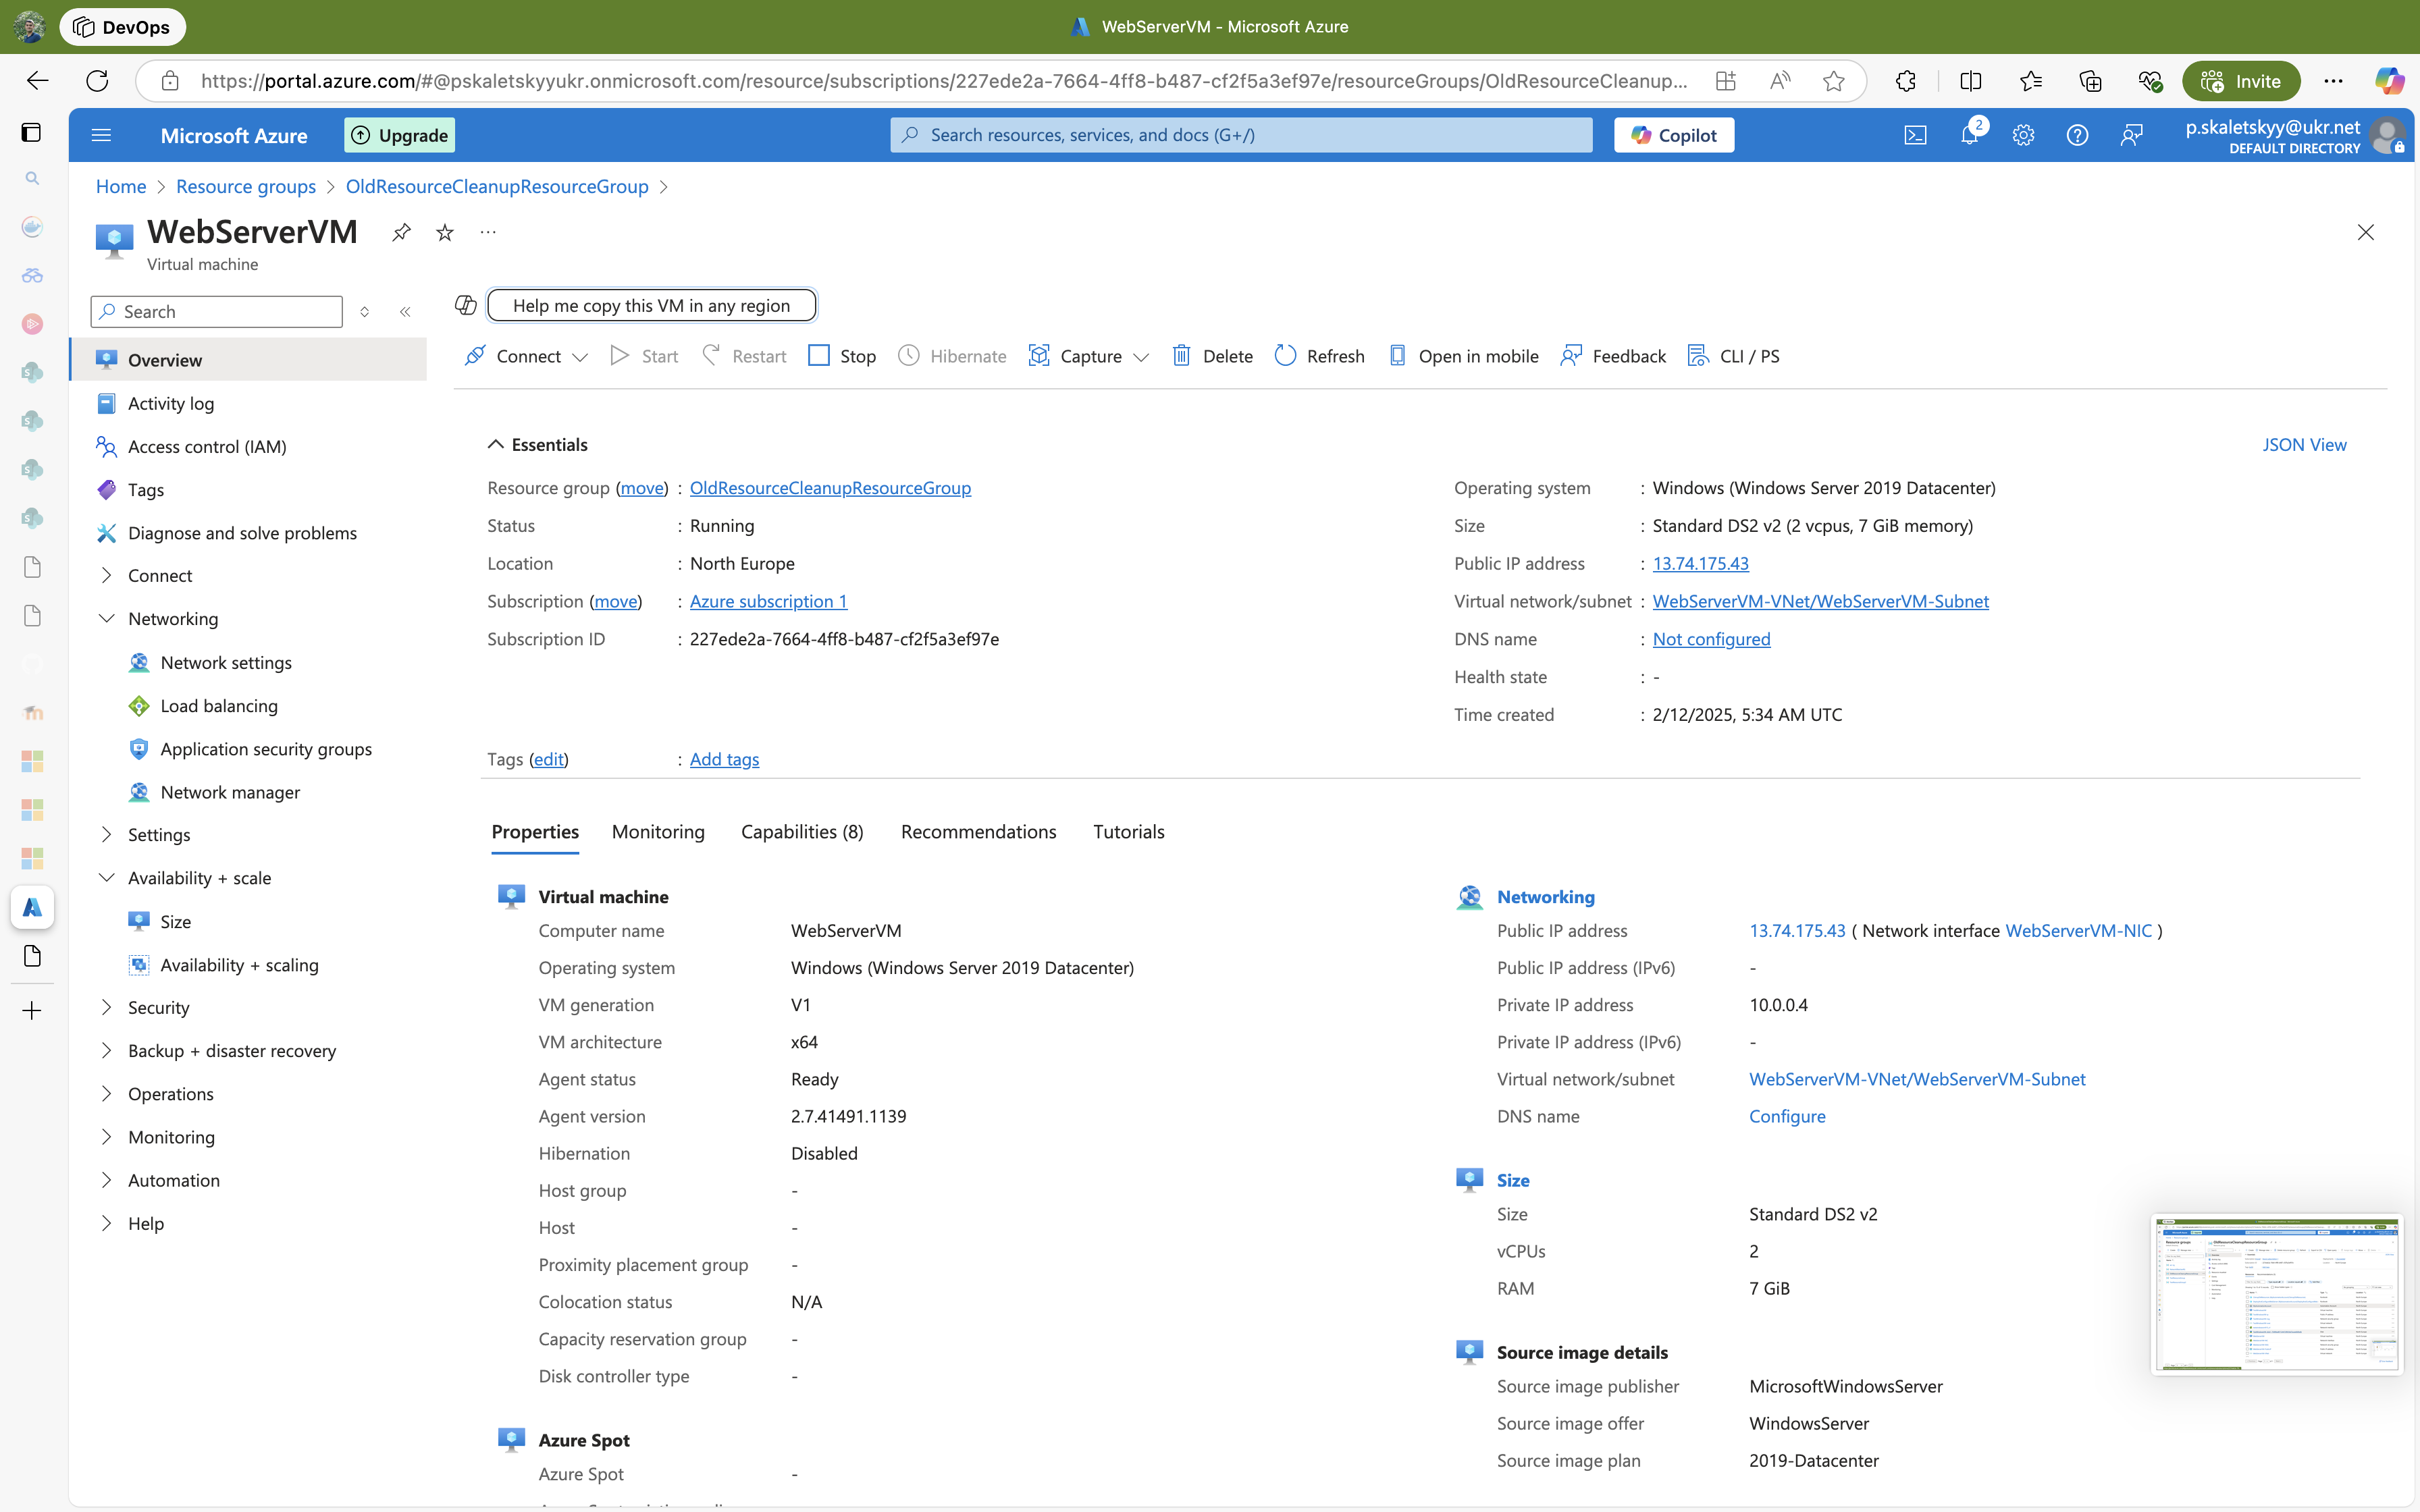 DevOps
WebServerVM - Microsoft Azure
https://portal.azure.com/#@pskaletskyyukr.onmicrosoft.com/resource/subscriptions/227ede2a-7664-4ff8-b487-cf2f5a3ef97e/resourceGroups/OldResourceCleanup...
Invite
Microsoft Azure
Upgrade
Search resources, services, and docs (G+/)
Copilot
2
p.skaletskyy@ukr.net
DEFAULT DIRECTORY
Home > Resource groups > OldResourceCleanupResourceGroup >
WebServerVM
Virtual machine
Search
Overview
Activity log
Access control (IAM)
Tags
Diagnose and solve problems
Connect
Networking
Network settings
Load balancing
Application security groups
Network manager
Settings
Availability + scale
Size
Availability + scaling
Security
Backup + disaster recovery
Operations
Monitoring
Automation
Help
Help me copy this VM in any region
Connect Start Restart Stop Hibernate Capture Delete Refresh Open in mobile Feedback CLI / PS
Essentials
JSON View
Resource group (move) : OldResourceCleanupResourceGroup
Status : Running
Location : North Europe
Subscription (move) : Azure subscription 1
Subscription ID : 227ede2a-7664-4ff8-b487-cf2f5a3ef97e
Operating system : Windows (Windows Server 2019 Datacenter)
Size : Standard DS2 v2 (2 vcpus, 7 GiB memory)
Public IP address : 13.74.175.43
Virtual network/subnet : WebServerVM-VNet/WebServerVM-Subnet
DNS name : Not configured
Health state : -
Time created : 2/12/2025, 5:34 AM UTC
Tags (edit) : Add tags
Properties Monitoring Capabilities (8) Recommendations Tutorials
Virtual machine
Computer name WebServerVM
Operating system Windows (Windows Server 2019 Datacenter)
VM generation V1
VM architecture x64
Agent status Ready
Agent version 2.7.41491.1139
Hibernation Disabled
Host group -
Host -
Proximity placement group -
Colocation status N/A
Capacity reservation group -
Disk controller type -
Azure Spot
Azure Spot -
Networking
Public IP address 13.74.175.43 ( Network interface WebServerVM-NIC )
Public IP address (IPv6) -
Private IP address 10.0.0.4
Private IP address (IPv6) -
Virtual network/subnet WebServerVM-VNet/WebServerVM-Subnet
DNS name Configure
Size
Size Standard DS2 v2
vCPUs 2
RAM 7 GiB
Source image details
Source image publisher MicrosoftWindowsServer
Source image offer WindowsServer
Source image plan 2019-Datacenter